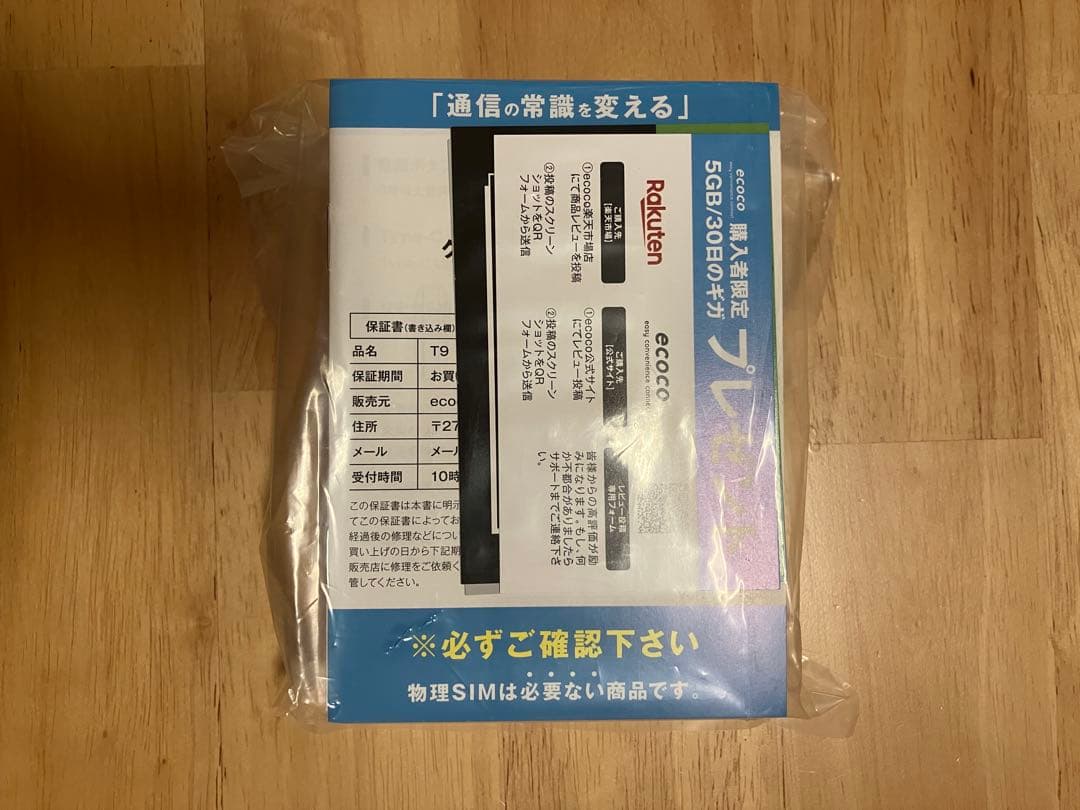 「通信の常識を変える」
ecoco
購入者限定
5GB/30日のギガ
プレゼント
Rakuten
ご購入先
[楽天市場]
①ecoco楽天市場店
にて商品レビューを投稿
②投稿のスクリーン
ショットをQR
フォームから送信
ecoco
easy convenience
ご購入先
[公式サイト]
①ecoco公式サイト
にてレビュー投稿
②投稿のスクリーン
ショットをQR
フォームから送信
レビュー投稿
専用フォーム
皆様からの高評価が励
みになります。もし、何
か不都合がありましたら
サポートまでご連絡下さ
い。
保証書(書き込み欄)
品名 T9
保証期間 お買
販売元 eco
住所 〒27
メール メー
受付時間 10時
この保証書は本書に明示
てこの保証書によってお
経過後の修理などについ
買い上げの日から下記期
販売店に修理をご依頼く
管してください。
※必ずご確認下さい
物理SIMは必要ない商品です。